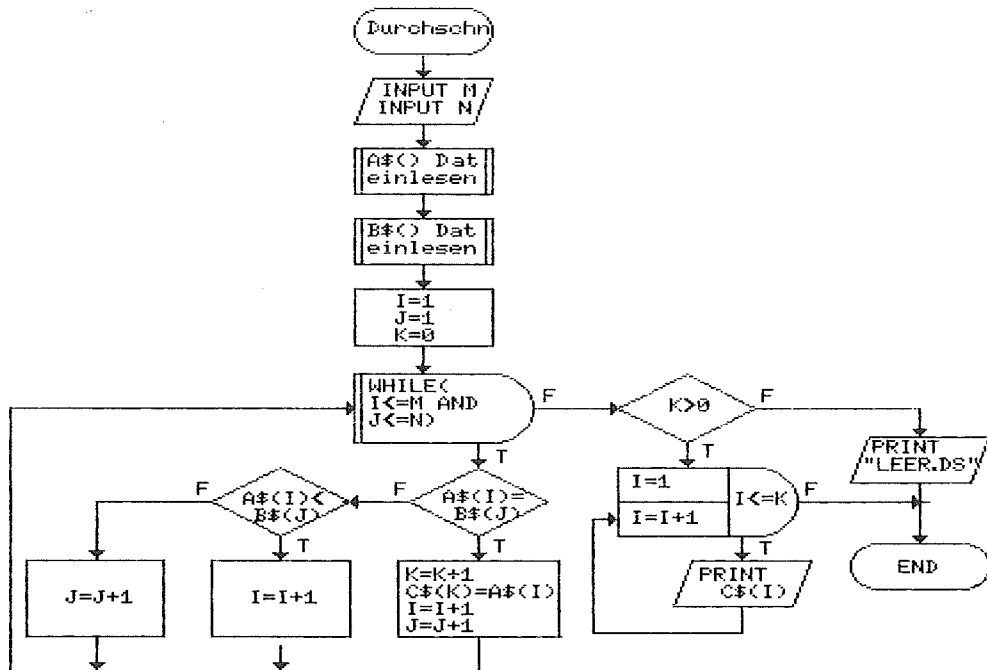 Durchschn
INPUT M
INPUT N
A$() Dat
einlesen
B$() Dat
einlesen
I=1
J=1
K=0
WHILE(
I<=M AND
J<=N)
F
T
K>0
F
T
PRINT
"LEER.DS"
A$(I)=
B$(J)
F
T
A$(I)<
B$(J)
F
T
I=1
I=I+1
I<=K
F
T
PRINT
C$(I)
END
J=J+1
I=I+1
K=K+1
C$(K)=A$(I)
I=I+1
J=J+1